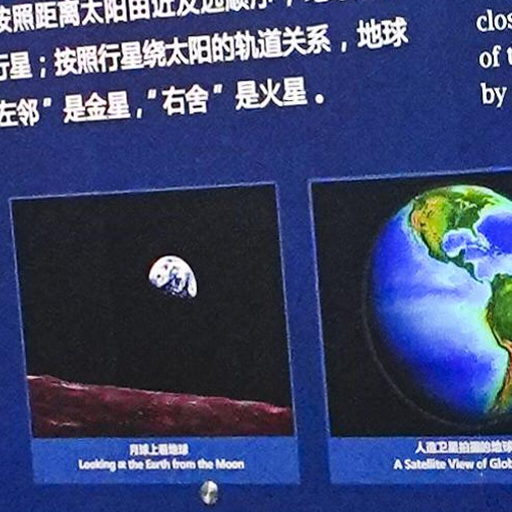 按照距离太阳由近及远顺序，
行星；按照行星绕太阳的轨道关系，地球
左邻”是金星，“右舍”是火星。
clos
of t
by
月球上看地球
Looking at the Earth from the Moon
人造卫星拍摄的地球
A Satellite View of Glob